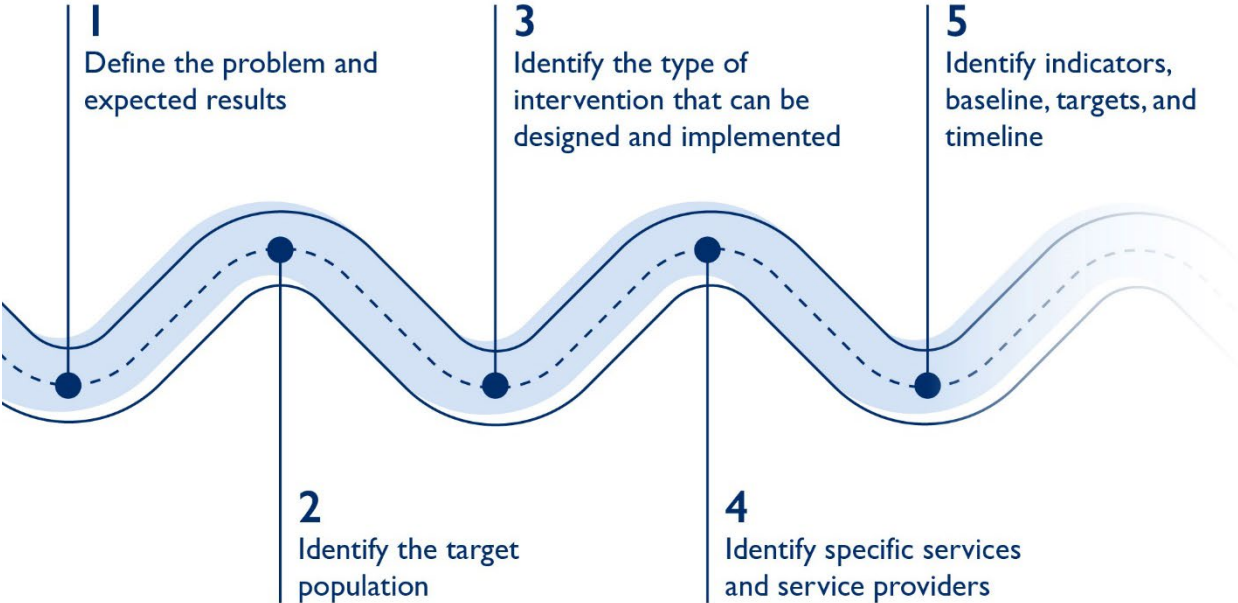 1
Define the problem and
expected results
2
Identify the target
population
3
Identify the type of
intervention that can be
designed and implemented
4
Identify specific services
and service providers
5
Identify indicators,
baseline, targets, and
timeline